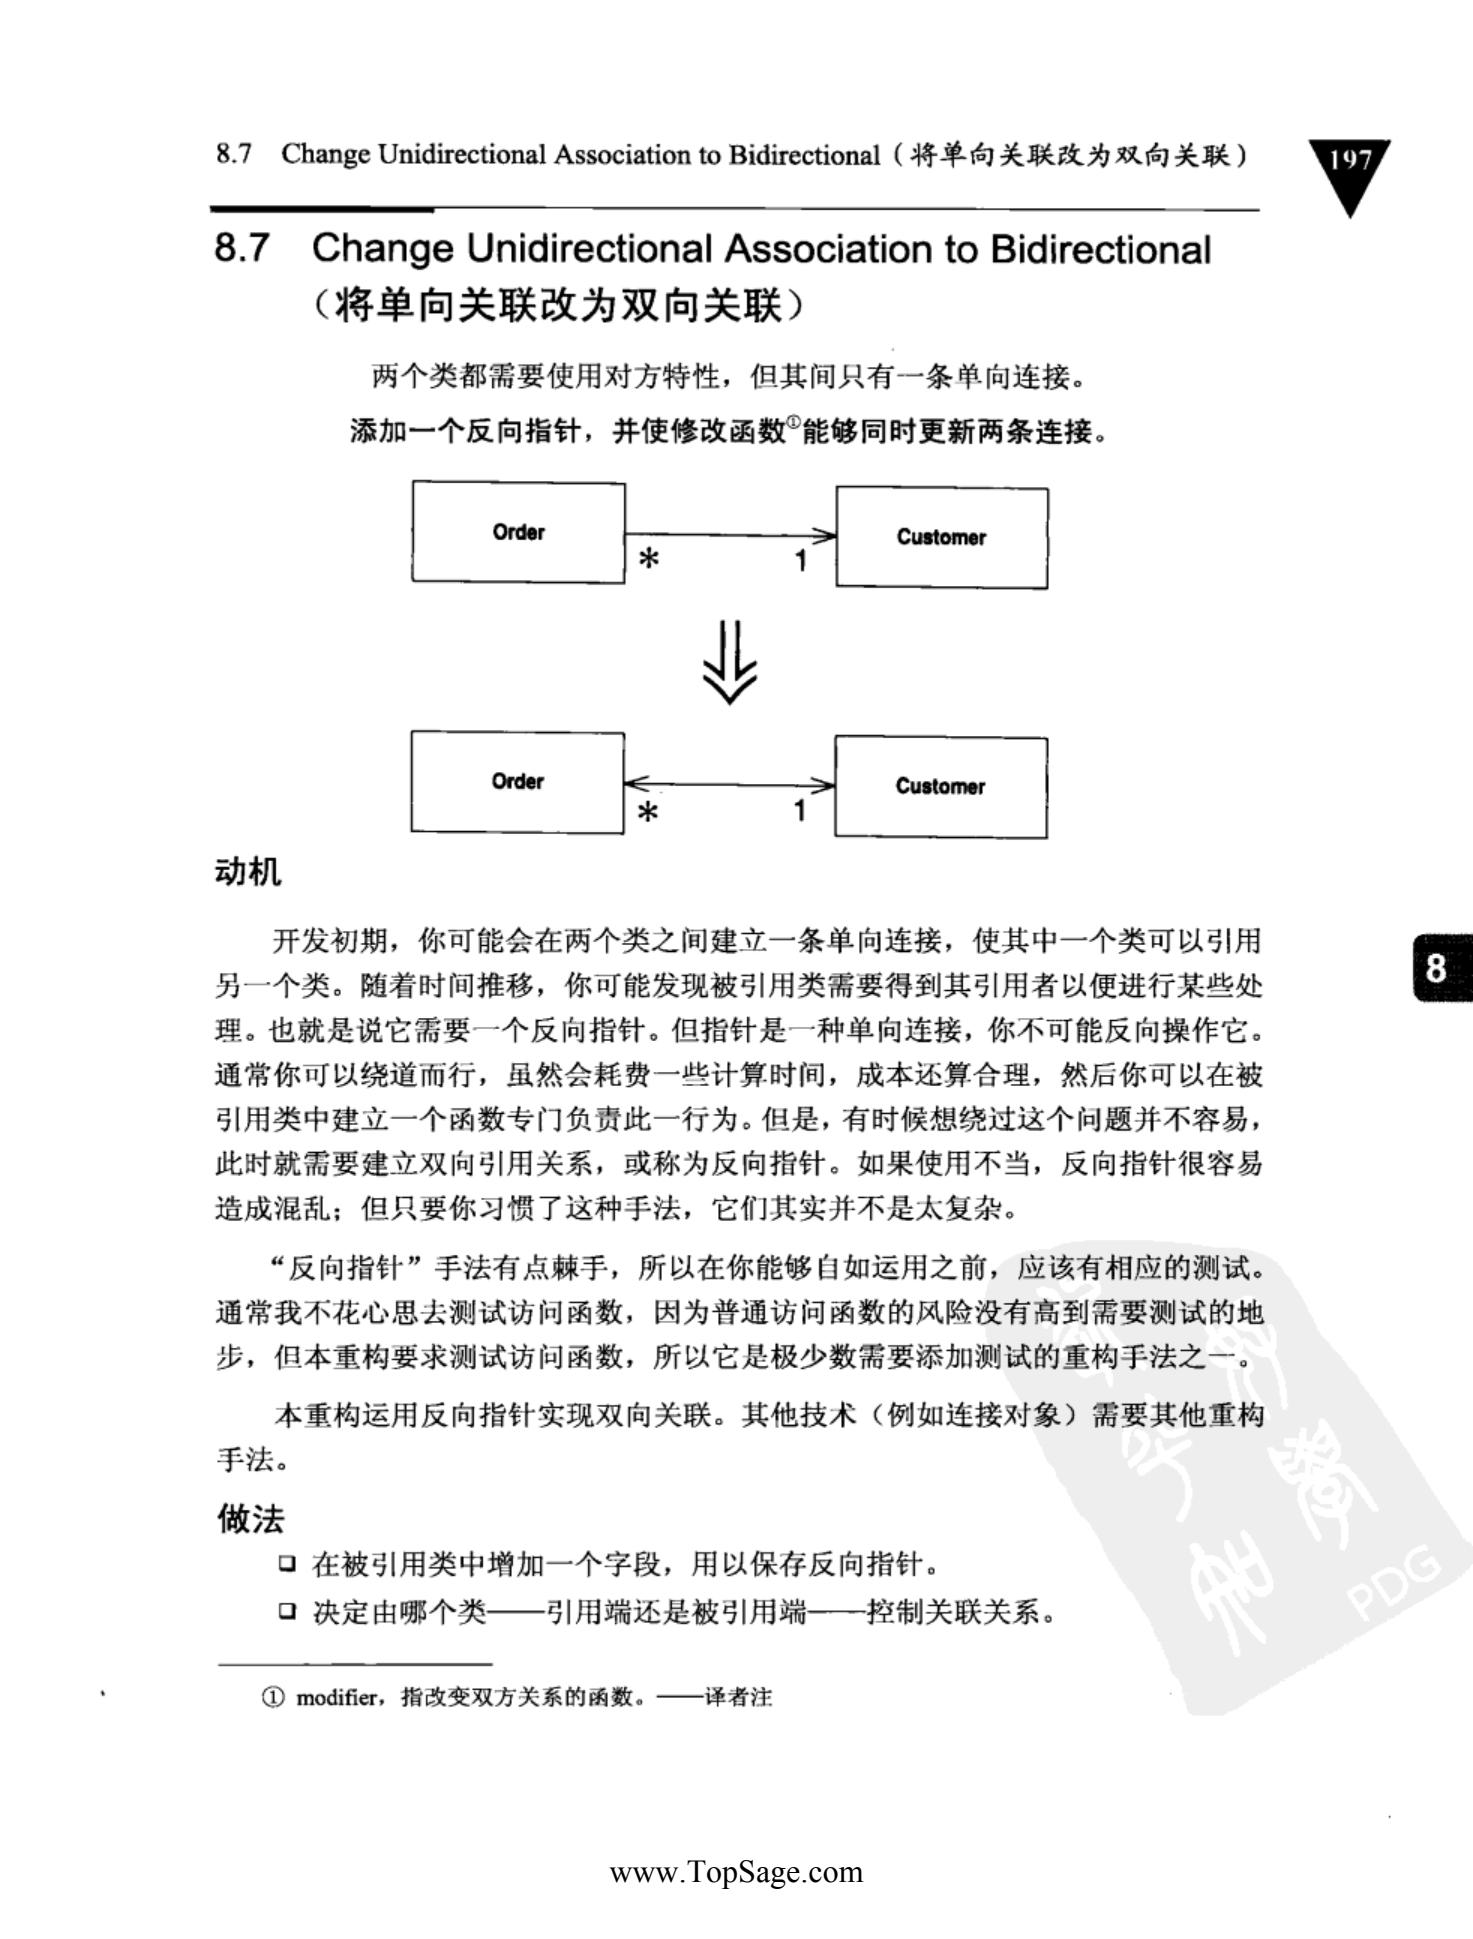 8.7 Change Unidirectional Association to Bidirectional（将单向关联改为双向关联）
197
8.7 Change Unidirectional Association to Bidirectional
（将单向关联改为双向关联）
两个类都需要使用对方特性，但其间只有一条单向连接。
添加一个反向指针，并使修改函数①能够同时更新两条连接。
Order
*
1
Customer
Order
*
1
Customer
动机
开发初期，你可能会在两个类之间建立一条单向连接，使其中一个类可以引用
另一个类。随着时间推移，你可能发现被引用类需要得到其引用者以便进行某些处
理。也就是说它需要一个反向指针。但指针是一种单向连接，你不可能反向操作它。
通常你可以绕道而行，虽然会耗费一些计算时间，成本还算合理，然后你可以在被
引用类中建立一个函数专门负责此一行为。但是，有时候想绕过这个问题并不容易，
此时就需要建立双向引用关系，或称为反向指针。如果使用不当，反向指针很容易
造成混乱；但只要你习惯了这种手法，它们其实并不是太复杂。
8
“反向指针”手法有点棘手，所以在你能够自如运用之前，应该有相应的测试。
通常我不花心思去测试访问函数，因为普通访问函数的风险没有高到需要测试的地
步，但本重构要求测试访问函数，所以它是极少数需要添加测试的重构手法之一。
本重构运用反向指针实现双向关联。其他技术（例如连接对象）需要其他重构
手法。
做法
❑ 在被引用类中增加一个字段，用以保存反向指针。
❑ 决定由哪个类——引用端还是被引用端——控制关联关系。
PDG
① modifier，指改变双方关系的函数。——译者注
www.TopSage.com